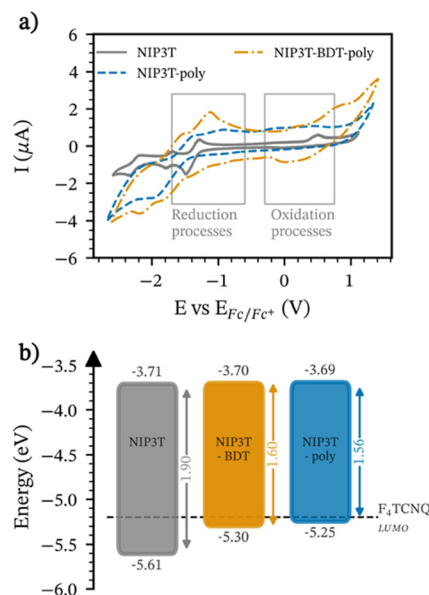 a)
NIP3T
NIP3T-BDT-poly
NIP3T-poly
6
4
2
0
−2
−4
−6
I (μA)
Reduction
processes
Oxidation
processes
−2
−1
0
1
E vs E_Fc/Fc⁺ (V)
b)
−3.5
−4.0
−4.5
−5.0
−5.5
−6.0
Energy (eV)
-3.71
-3.70
-3.69
NIP3T
NIP3T
- BDT
NIP3T
- poly
1.90
1.60
1.56
F₄TCNQ
LUMO
-5.61
-5.30
-5.25